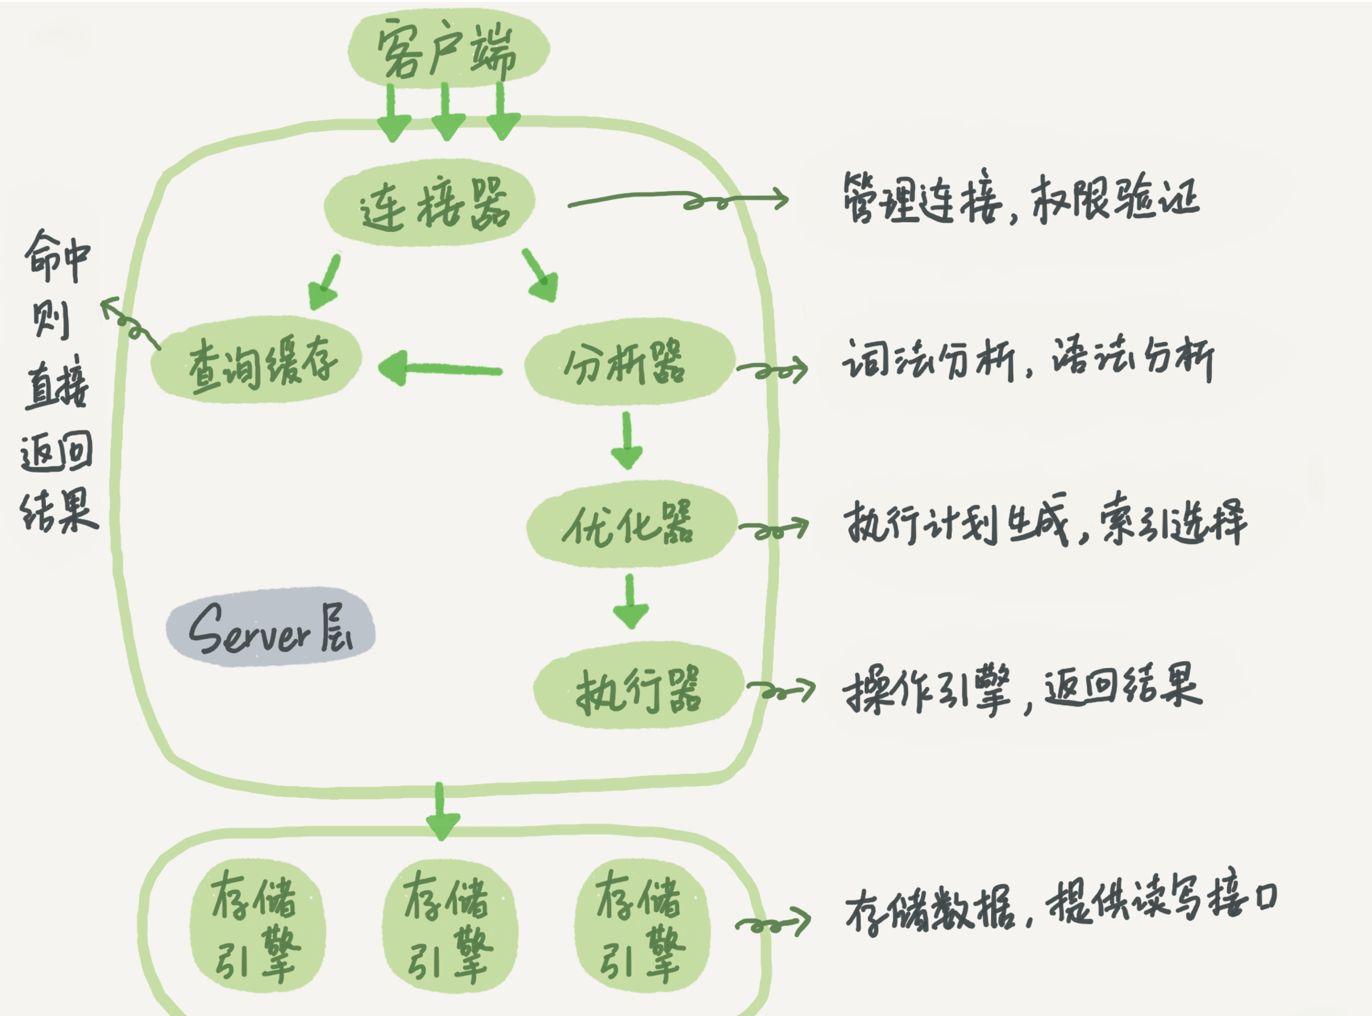 客户端
连接器
管理连接，权限验证
命中
则
直接
返回
结果
查询缓存
分析器
词法分析，语法分析
优化器
执行计划生成，索引选择
Server层
执行器
操作引擎，返回结果
存储
引擎
存储
引擎
存储
引擎
存储数据，提供读写接口